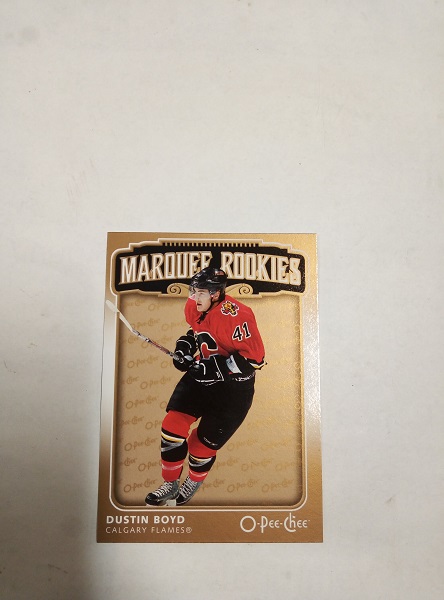 MARQUEE ROOKIES
41
DUSTIN BOYD
CALGARY FLAMES®
O-Pee-Chee